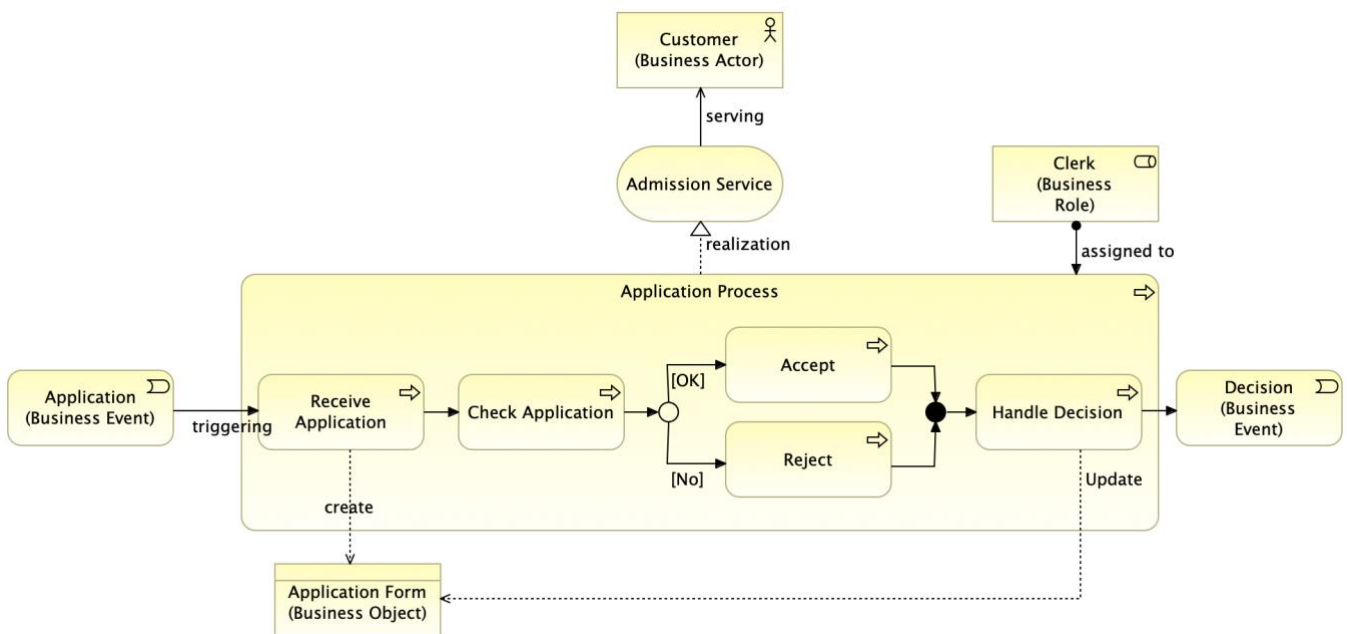 Customer
(Business Actor)
serving
Admission Service
Clerk
(Business
Role)
realization
assigned to
Application Process
Application
(Business Event)
triggering
Receive
Application
Check Application
[OK]
Accept
[No]
Reject
Handle Decision
Decision
(Business
Event)
create
Update
Application Form
(Business Object)